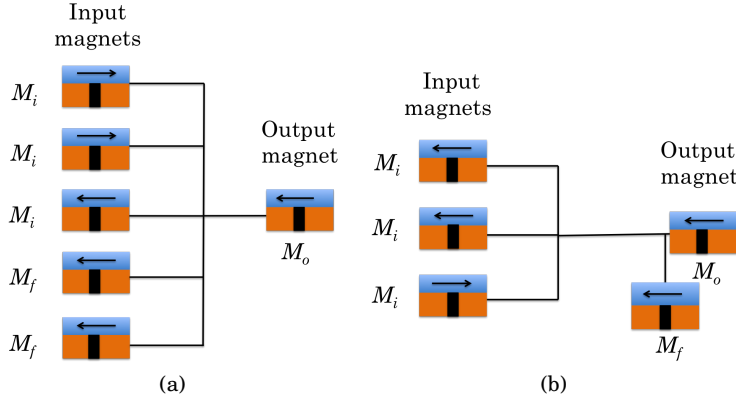 Input
magnets
M_i
M_i
M_i
M_f
M_f
Output
magnet
M_o
(a)
Input
magnets
M_i
M_i
M_i
Output
magnet
M_o
M_f
(b)